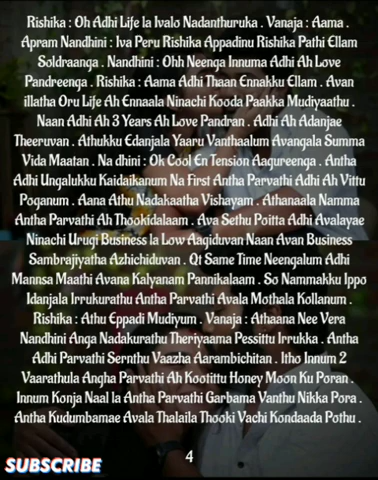 Rishika : Oh Adhi Life la Ivalo Nadanthuruka . Vanaja : Aama .
Apram Nandhini : Iva Peru Rishika Appadinu Rishika Pathi Ellam
Soldraanga . Nandhini : Ohh Neenga Innuma Adhi Ah Love
Pandreenga . Rishika : Aama Adhi Thaan Ennakku Ellam . Avan
illatha Oru Life Ah Ennaala Ninachi Kooda Paakka Mudiyaathu .
Naan Adhi Ah 3 Years Ah Love Pandran . Adhi Ah Adanjae
Theeruvan . Athukku Edanjala Yaaru Vanthaalum Avangala Summa
Vida Maatan . Na dhini : Ok Cool En Tension Aagureenga . Antha
Adhi Ungalukku Kaidaikanum Na First Antha Parvathi Adhi Ah Vittu
Poganum . Aana Athu Nadakaatha Vishayam . Athanaala Namma
Antha Parvathi Ah Thookidalaam . Ava Sethu Poitta Adhi Avalayae
Ninachi Urugi Business la Low Aagiduvan Naan Avan Business
Sambrajiyatha Azhichiduvan . Qt Same Time Neengalum Adhi
Mannsa Maathi Avana Kalyanam Pannikalaam . So Nammakku Ippo
Idanjala Irrukurathu Antha Parvathi Avala Mothala Kollanum .
Rishika : Athu Eppadi Mudiyum . Vanaja : Athaana Nee Vera
Nandhini Anga Nadakurathu Theriyaama Pessittu Irrukka . Antha
Adhi Parvathi Sernthu Vaazha Aarambichitan . Itho Innum 2
Vaarathula Angha Parvathi Ah Kootittu Honey Moon Ku Poran .
Innum Konja Naal la Antha Parvathi Garbama Vanthu Nikka Pora .
Antha Kudumbamae Avala Thalaila Thooki Vachi Kondaada Pothu .
4
SUBSCRIBE